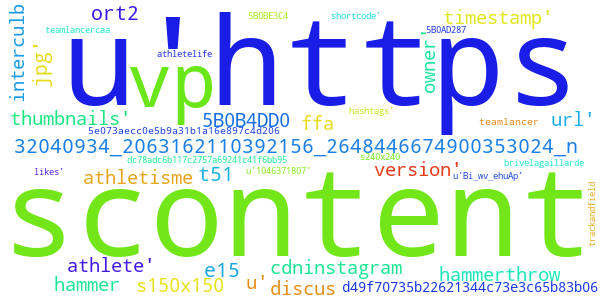 ort2
5B0BE3C4
shortcode'
timestamp'
teamlancercaa
5B0AD287
u'https
athletelife
interculb
jpg'
vp
owner'
thumbnails'
5B0B4DD0
ffa
hashtags'
teamlancer
url'
5e073aecc0e5b9a31b1a16e897c4d206
32040934_2063162110392156_2648446674900353024_n
dc78adc6b117c2757a69241c41f6bb95
s240x240
brivelagaillarde
likes'
athletisme
t51
u'1046371807'
version'
u'Bi_wv_ehuAp'
scontent
trackandfield
athlete'
e15
cdninstagram
hammerthrow
hammer
s150x150
u'
discus
d49f70735b22621344c73e3c65b83b06